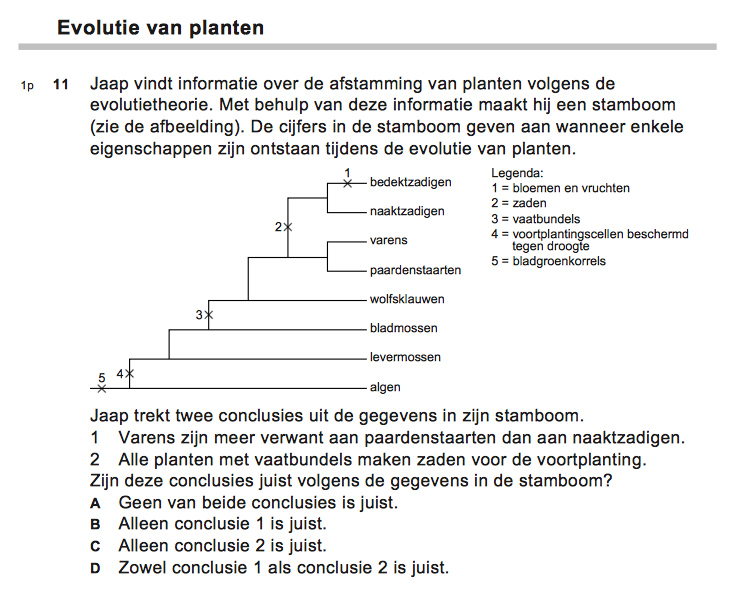 Evolutie van planten
1p 11 Jaap vindt informatie over de afstamming van planten volgens de
evolutietheorie. Met behulp van deze informatie maakt hij een stamboom
(zie de afbeelding). De cijfers in de stamboom geven aan wanneer enkele
eigenschappen zijn ontstaan tijdens de evolutie van planten.
1
bedektzadigen
naaktzadigen
2
varens
paardenstaarten
wolfsklauwen
3
bladmossen
levermossen
4
5
algen
Legenda:
1 = bloemen en vruchten
2 = zaden
3 = vaatbundels
4 = voortplantingscellen beschermd
tegen droogte
5 = bladgroenkorrels
Jaap trekt twee conclusies uit de gegevens in zijn stamboom.
1 Varens zijn meer verwant aan paardenstaarten dan aan naaktzadigen.
2 Alle planten met vaatbundels maken zaden voor de voortplanting.
Zijn deze conclusies juist volgens de gegevens in de stamboom?
A Geen van beide conclusies is juist.
B Alleen conclusie 1 is juist.
C Alleen conclusie 2 is juist.
D Zowel conclusie 1 als conclusie 2 is juist.